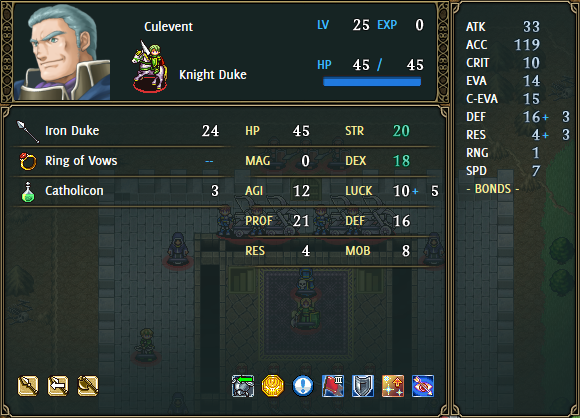 Culevent
LV 25 EXP 0
Knight Duke
HP 45 / 45
Iron Duke 24
Ring of Vows --
Catholicon 3
HP 45 STR 20
MAG 0 DEX 18
AGI 12 LUCK 10+ 5
PROF 21 DEF 16
RES 4 MOB 8
III
ATK 33
ACC 119
CRIT 10
EVA 14
C-EVA 15
DEF 16+ 3
RES 4+ 3
RNG 1
SPD 7
- BONDS -